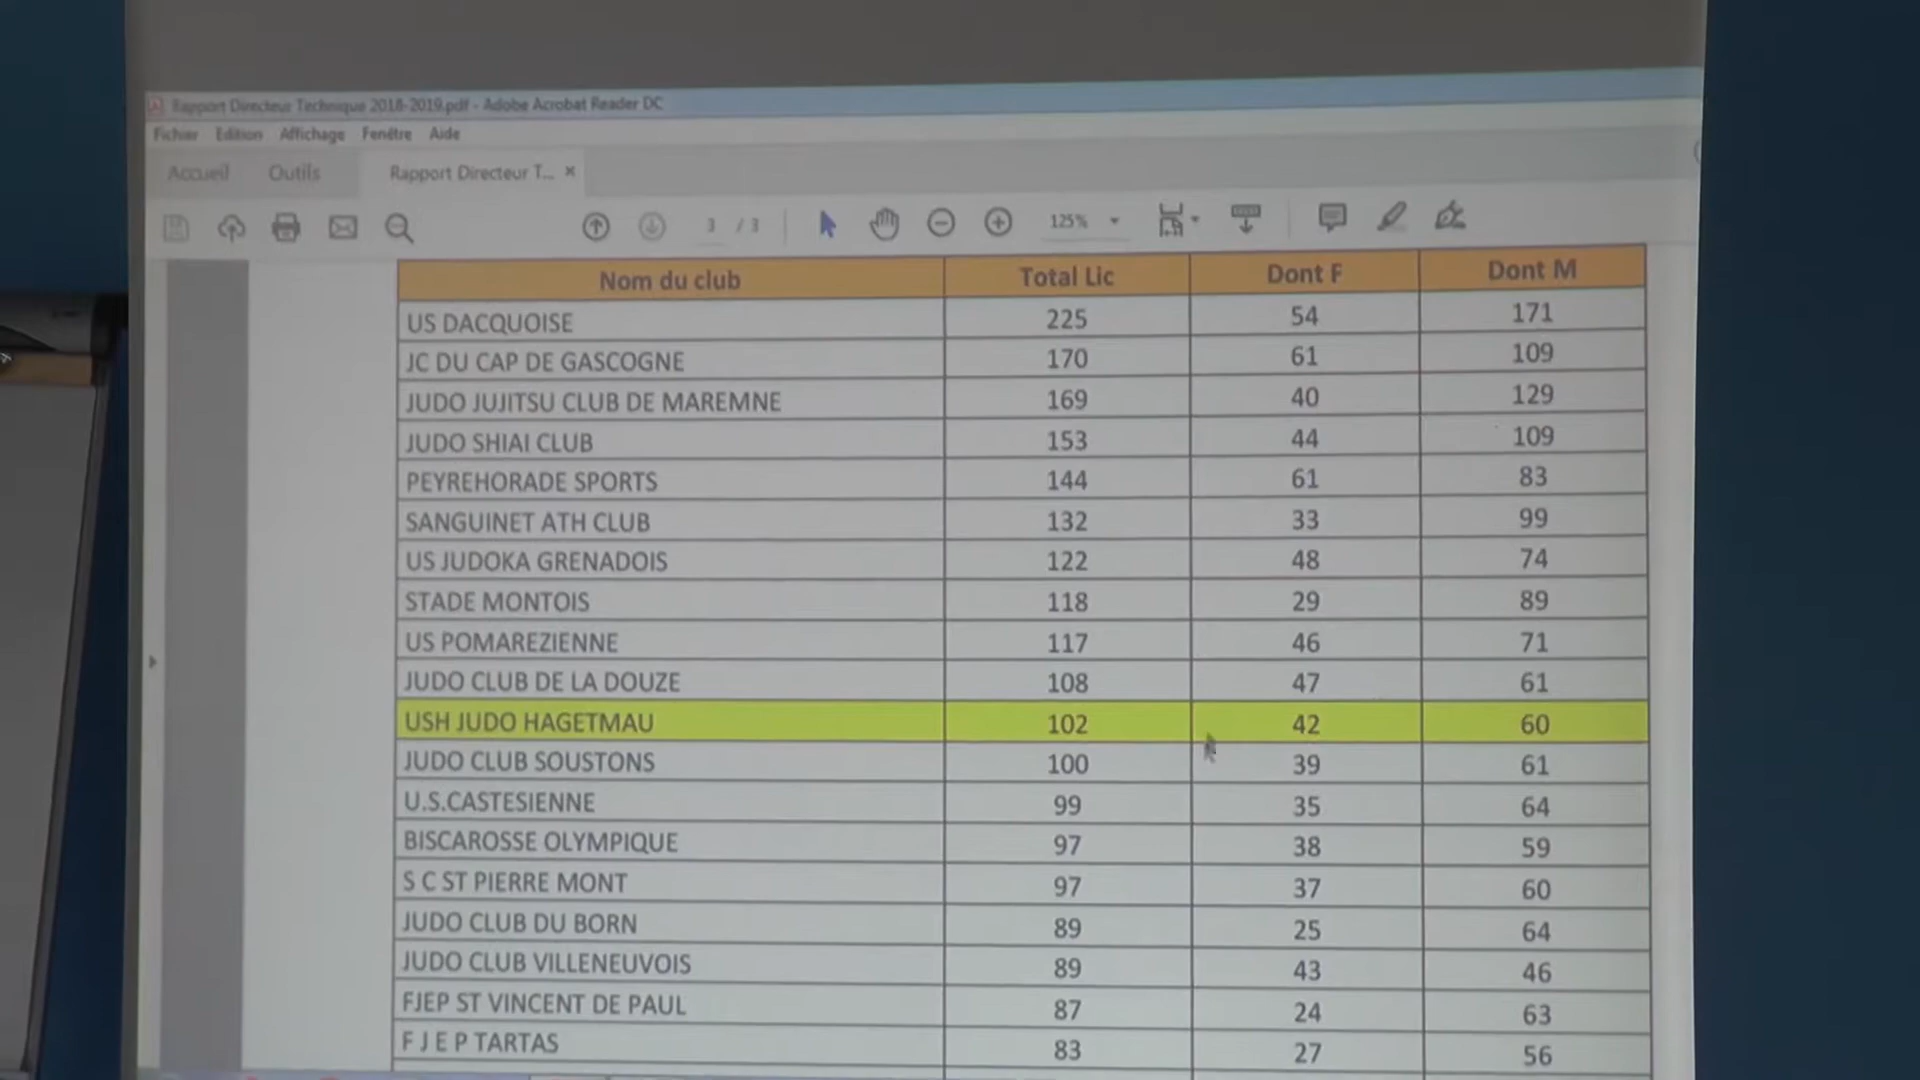 Rapport Directeur Technique 2018-2019.pdf - Adobe Acrobat Reader DC
Fichier Edition Affichage Fenêtre Aide
Accueil Outils Rapport Directeur T... ×
3 / 3 125%
Nom du club Total Lic Dont F Dont M
US DACQUOISE 225 54 171
JC DU CAP DE GASCOGNE 170 61 109
JUDO JUJITSU CLUB DE MAREMNE 169 40 129
JUDO SHIAI CLUB 153 44 109
PEYREHORADE SPORTS 144 61 83
SANGUINET ATH CLUB 132 33 99
US JUDOKA GRENADOIS 122 48 74
STADE MONTOIS 118 29 89
US POMAREZIENNE 117 46 71
JUDO CLUB DE LA DOUZE 108 47 61
USH JUDO HAGETMAU 102 42 60
JUDO CLUB SOUSTONS 100 39 61
U.S.CASTESIENNE 99 35 64
BISCAROSSE OLYMPIQUE 97 38 59
S C ST PIERRE MONT 97 37 60
JUDO CLUB DU BORN 89 25 64
JUDO CLUB VILLENEUVOIS 89 43 46
FJEP ST VINCENT DE PAUL 87 24 63
F J E P TARTAS 83 27 56